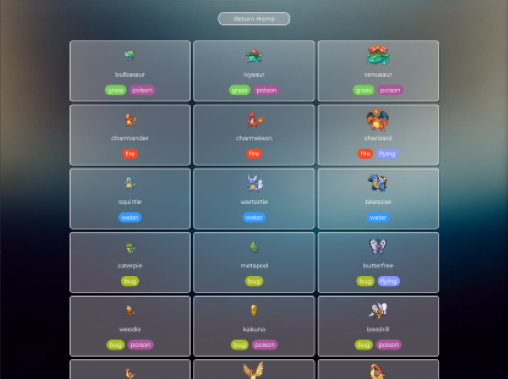 Return Home
bulbasaur ivysaur venusaur
grass poison grass poison grass poison
charmander charmeleon charizard
fire fire fire flying
squirtle wartortle blastoise
water water water
caterpie metapod butterfree
bug bug bug flying
weedle kakuna beedrill
bug poison bug poison bug poison